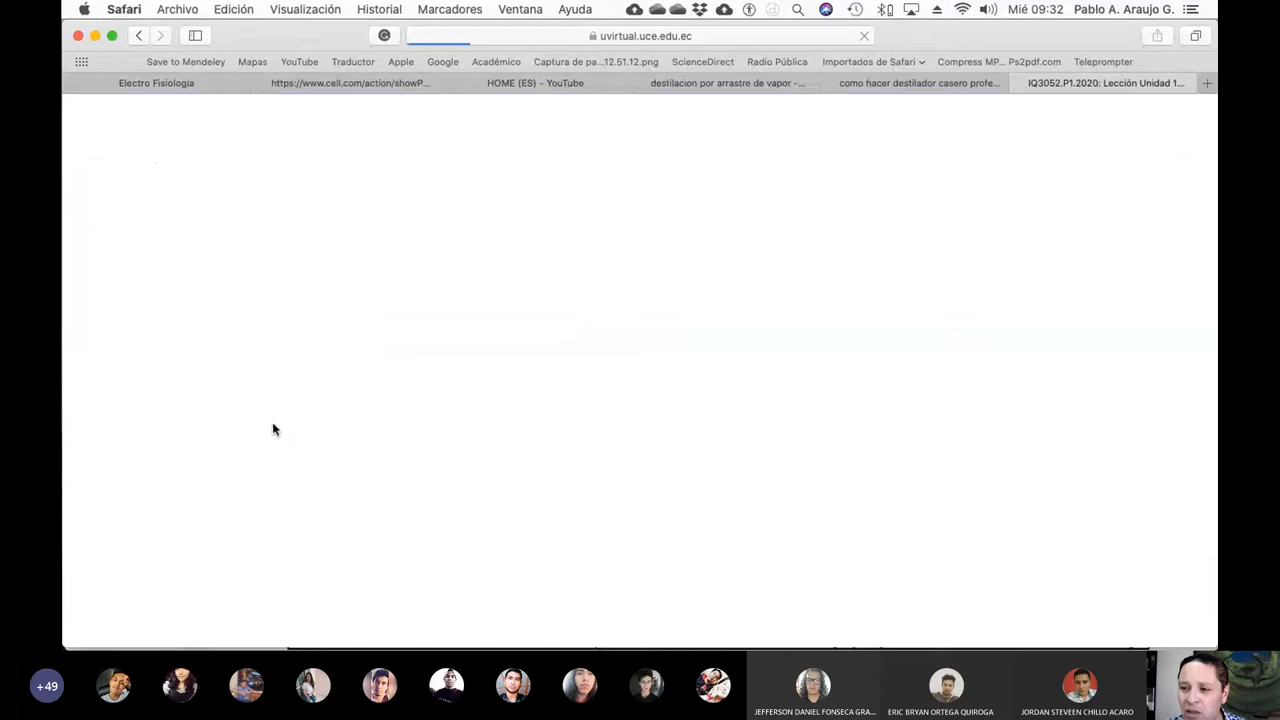 Safari Archivo Edición Visualización Historial Marcadores Ventana Ayuda Mié 09:32 Pablo A. Araujo G.
uvirtual.uce.edu.ec
Save to Mendeley Mapas YouTube Traductor Apple Google Académico Captura de pa...12.51.12.png ScienceDirect Radio Pública Importados de Safari Compress MP... Ps2pdf.com Teleprompter
Electro Fisiología https://www.cell.com/action/showP... HOME (ES) – YouTube destilacion por arrastre de vapor -... como hacer destilador casero profe... IQ3052.P1.2020: Lección Unidad 1...
+49
JEFFERSON DANIEL FONSECA GRA... ERIC BRYAN ORTEGA QUIROGA JORDAN STEVEEN CHILLO ACARO